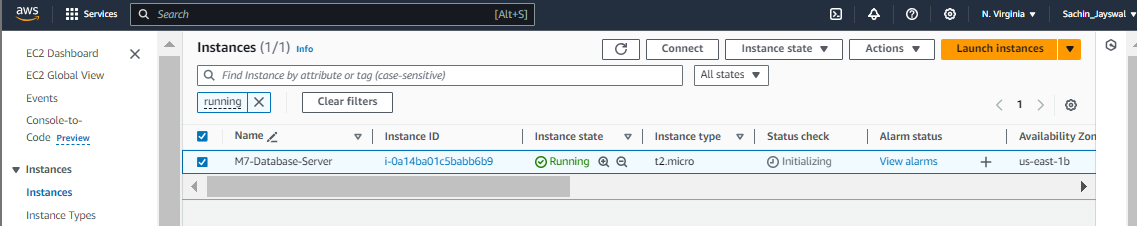 aws Services Search [Alt+S] N. Virginia Sachin_Jayswal
EC2 Dashboard
EC2 Global View
Events
Console-to-
Code Preview
Instances
Instances
Instance Types
Instances (1/1) Info Connect Instance state Actions Launch instances
Find Instance by attribute or tag (case-sensitive) All states
running Clear filters 1
Name Instance ID Instance state Instance type Status check Alarm status Availability Zon
M7-Database-Server i-0a14ba01c5babb6b9 Running t2.micro Initializing View alarms us-east-1b